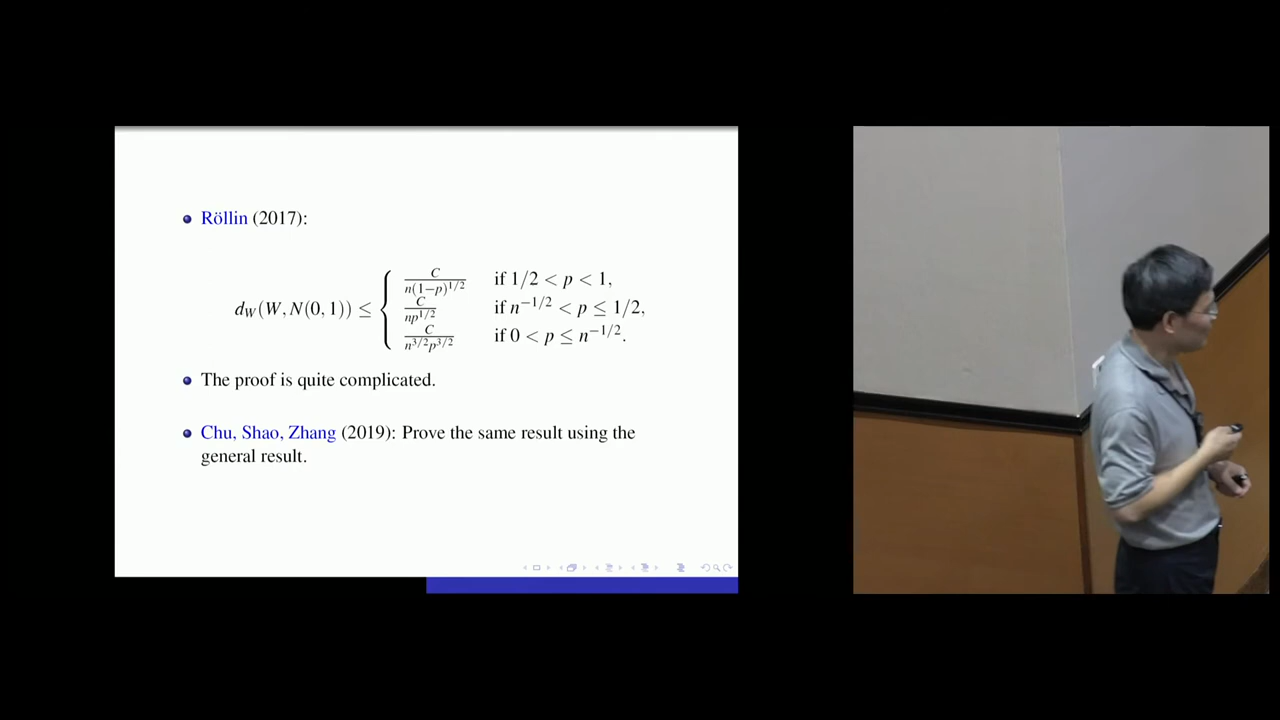 Röllin (2017):
d_W(W, N(0, 1)) ≤ { C/(n(1−p)^{1/2}) if 1/2 < p < 1,
C/(np^{1/2}) if n^{−1/2} < p ≤ 1/2,
C/(n^{3/2}p^{3/2}) if 0 < p ≤ n^{−1/2}.
The proof is quite complicated.
Chu, Shao, Zhang (2019): Prove the same result using the
general result.